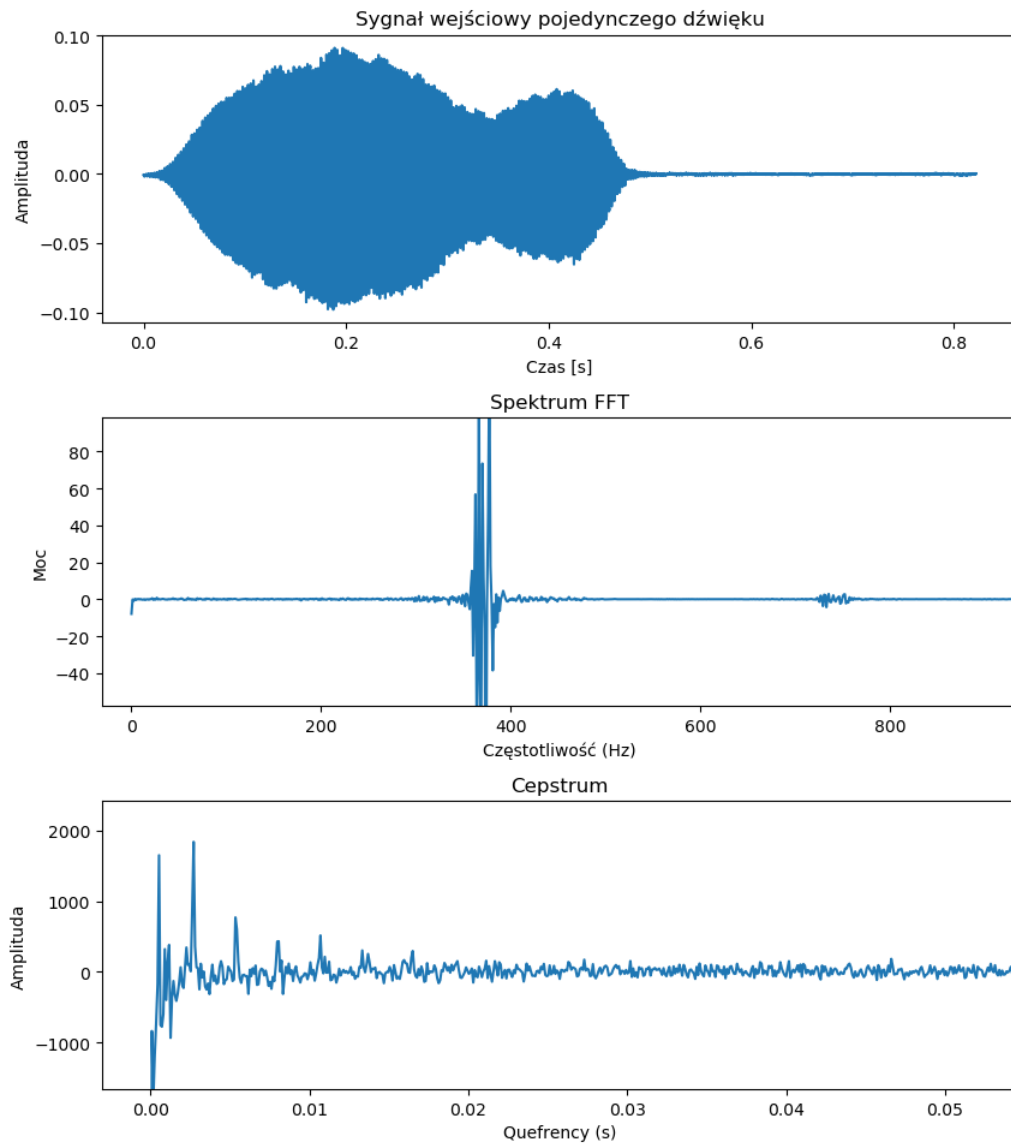 Sygnał wejściowy pojedynczego dźwięku
0.10
0.05
0.00
−0.05
−0.10
Amplituda
0.0 0.2 0.4 0.6 0.8
Czas [s]
Spektrum FFT
80
60
40
20
0
−20
−40
Moc
0 200 400 600 800
Częstotliwość (Hz)
Cepstrum
2000
1000
0
−1000
Amplituda
0.00 0.01 0.02 0.03 0.04 0.05
Quefrency (s)